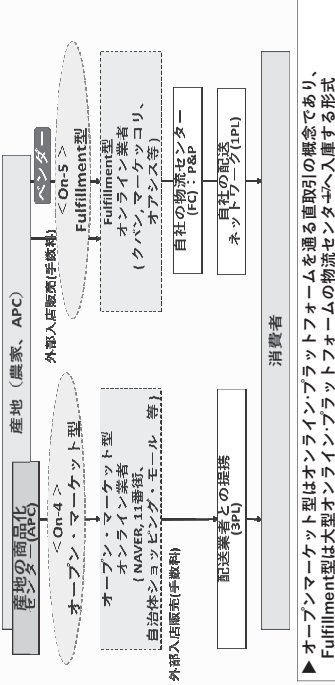 産地（農家、APC）
産地の商品化
センター(APC)
ベンダー
外部入店販売(手数料)
＜On-4 ＞
オープン・マーケット型
＜On-5＞
Fulfillment型
オープン・マーケット型
オンライン業者
( NAVER, 11番街、
自治体ショッピング・モール 等 )
Fulfillment型
オンライン業者
( クパン,マーケッコリ、
オアシス等 )
外部入店販売(手数料)
自社の物流センター
(FC)：P&P
配送業者との提携
(3PL)
自社の配送
ネットワーク(1PL)
消費者
▶ オープンマーケット型はオンライン・プラットフォームを通る直取引の概念であり、
Fulfillment型は大型オンライン・プラットフォームの物流センターへ入庫する形式